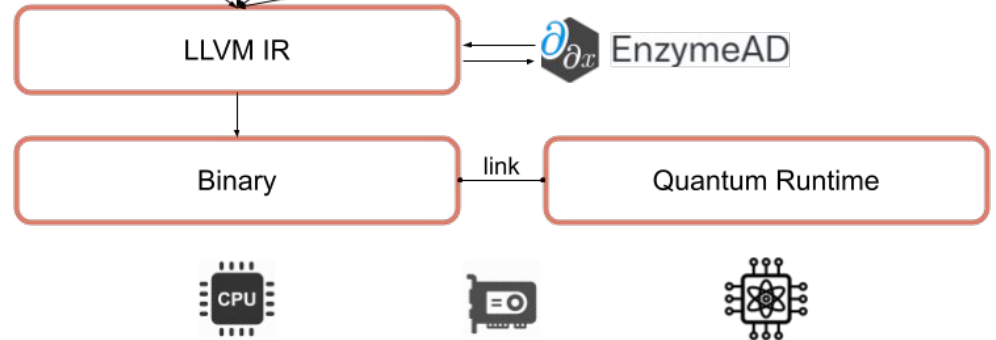 LLVM IR
∂
∂x
EnzymeAD
Binary
link
Quantum Runtime
CPU